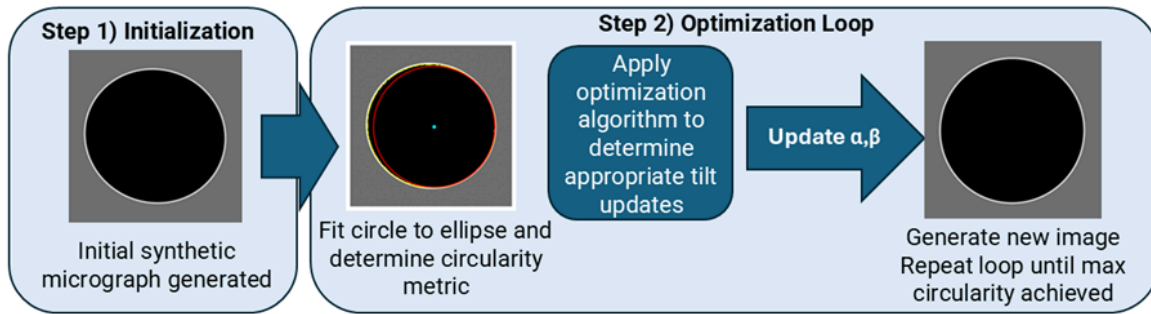 Step 1) Initialization
Initial synthetic
micrograph generated
Step 2) Optimization Loop
Fit circle to ellipse and
determine circularity
metric
Apply
optimization
algorithm to
determine
appropriate tilt
updates
Update α,β
Generate new image
Repeat loop until max
circularity achieved